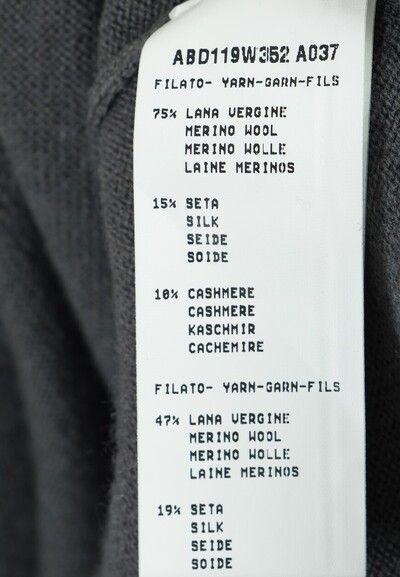 ABD119W352 A037
FILATO- YARN-GARN-FILS
75% LANA VERGINE
MERINO WOOL
MERINO WOLLE
LAINE MERINOS
15% SETA
SILK
SEIDE
SOIDE
10% CASHMERE
CASHMERE
KASCHMIR
CACHEMIRE
FILATO- YARN-GARN-FILS
47% LANA VERGINE
MERINO WOOL
MERINO WOLLE
LAINE MERINOS
19% SETA
SILK
SEIDE
SOIDE